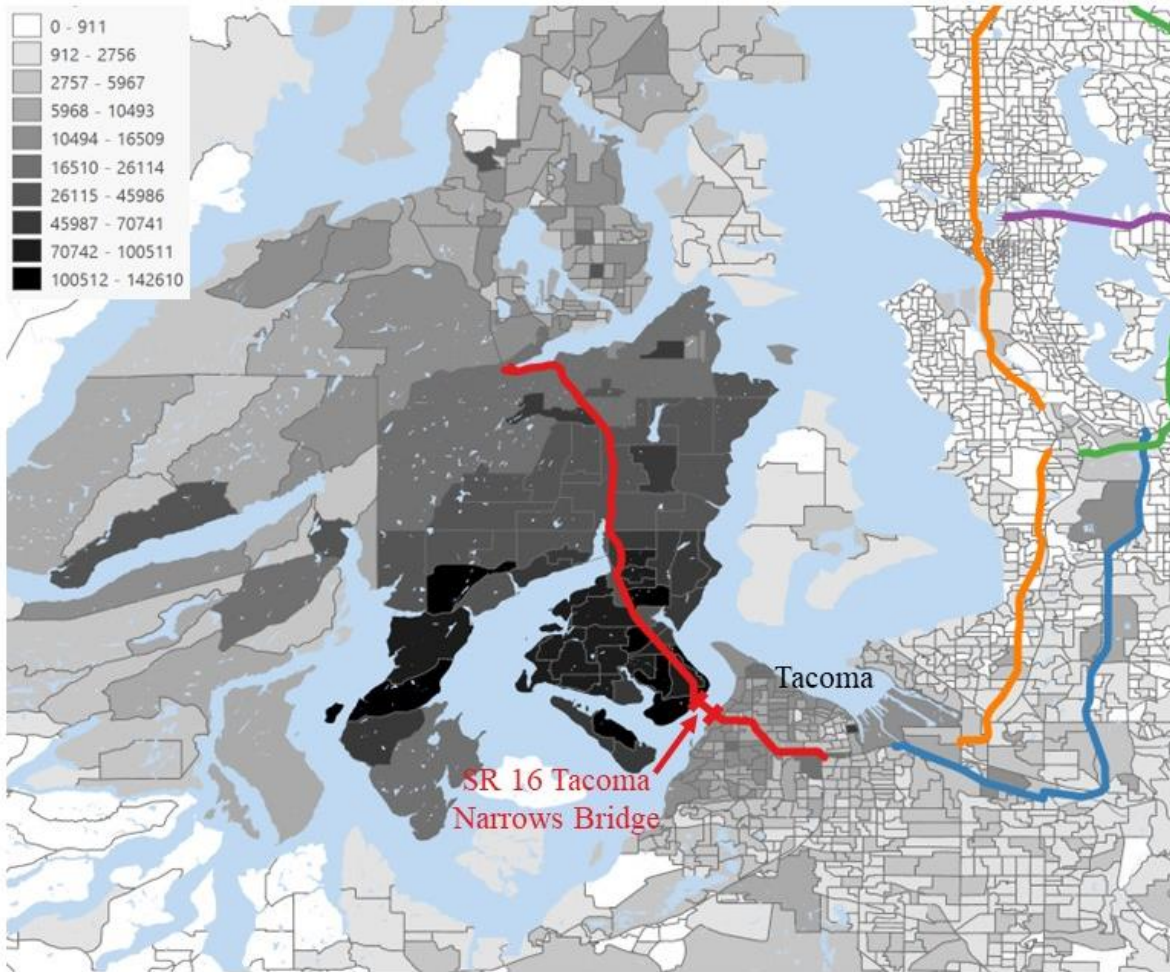 0 - 911
912 - 2756
2757 - 5967
5968 - 10493
10494 - 16509
16510 - 26114
26115 - 45986
45987 - 70741
70742 - 100511
100512 - 142610
Tacoma
SR 16 Tacoma
Narrows Bridge